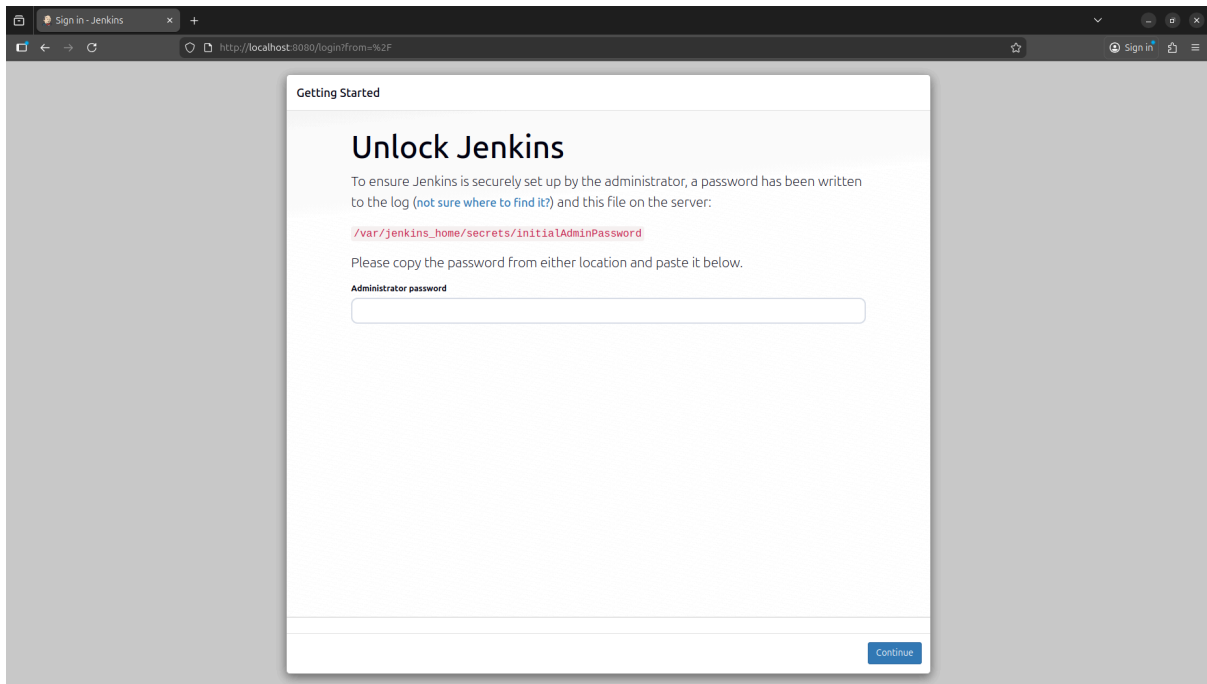 Sign in - Jenkins
http://localhost:8080/login?from=%2F
Sign in
Getting Started
Unlock Jenkins
To ensure Jenkins is securely set up by the administrator, a password has been written
to the log (not sure where to find it?) and this file on the server:
/var/jenkins_home/secrets/initialAdminPassword
Please copy the password from either location and paste it below.
Administrator password
Continue